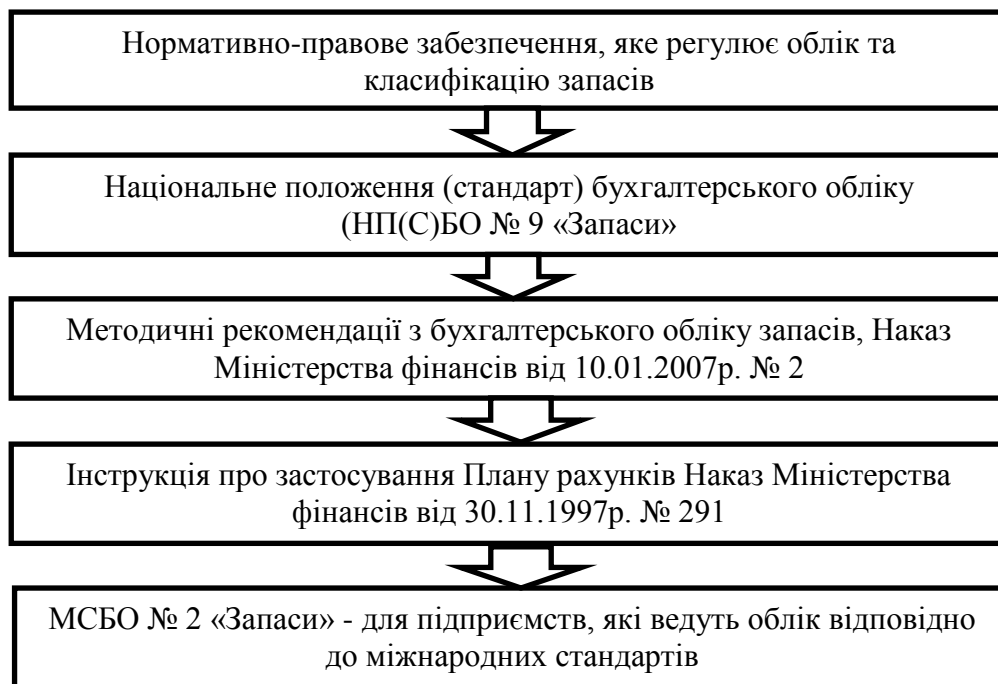 Нормативно-правове забезпечення, яке регулює облік та
класифікацію запасів
Національне положення (стандарт) бухгалтерського обліку
(НП(С)БО № 9 «Запаси»
Методичні рекомендації з бухгалтерського обліку запасів, Наказ
Міністерства фінансів від 10.01.2007р. № 2
Інструкція про застосування Плану рахунків Наказ Міністерства
фінансів від 30.11.1997р. № 291
МСБО № 2 «Запаси» - для підприємств, які ведуть облік відповідно
до міжнародних стандартів